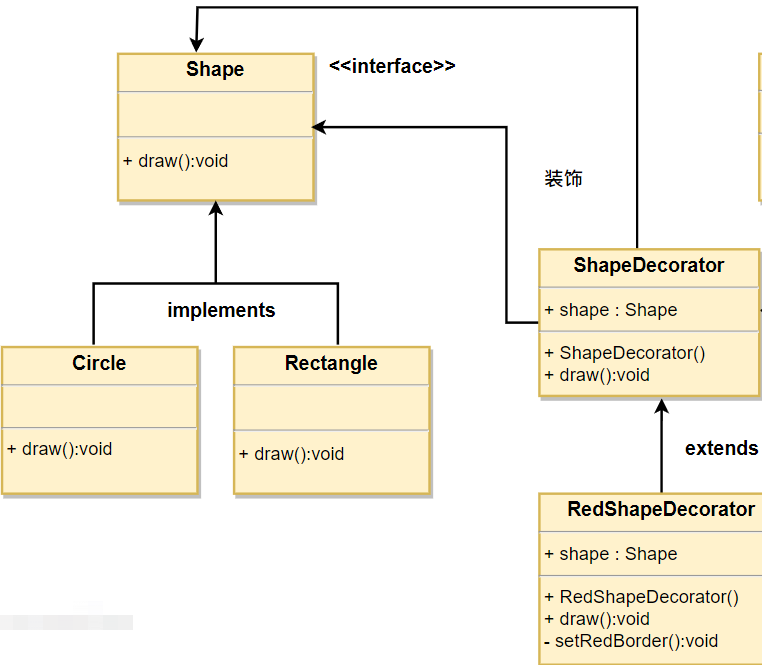 Shape
<<interface>>
+ draw():void
装饰
ShapeDecorator
+ shape : Shape
+ ShapeDecorator()
+ draw():void
implements
Circle
+ draw():void
Rectangle
+ draw():void
extends
RedShapeDecorator
+ shape : Shape
+ RedShapeDecorator()
+ draw():void
- setRedBorder():void